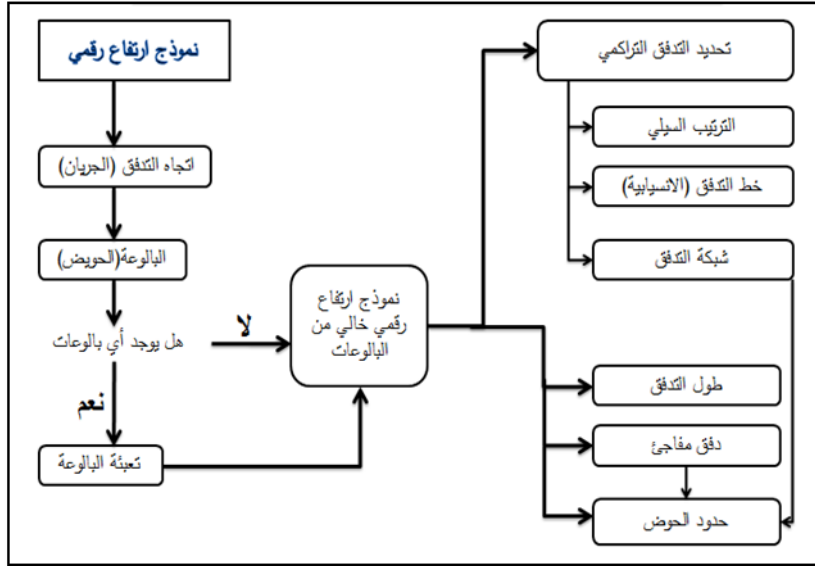 نموذج ارتفاع رقمي
اتجاه التدفق (الجريان)
البالوعة(الحويض)
هل يوجد أي بالوعات
لا
نعم
تعبئة البالوعة
نموذج ارتفاع
رقمي خالي من
البالوعات
تحديد التدفق التراكمي
الترتيب السيلي
خط التدفق (الانسيابية)
شبكة التدفق
طول التدفق
دفق مفاجئ
حدود الحوض